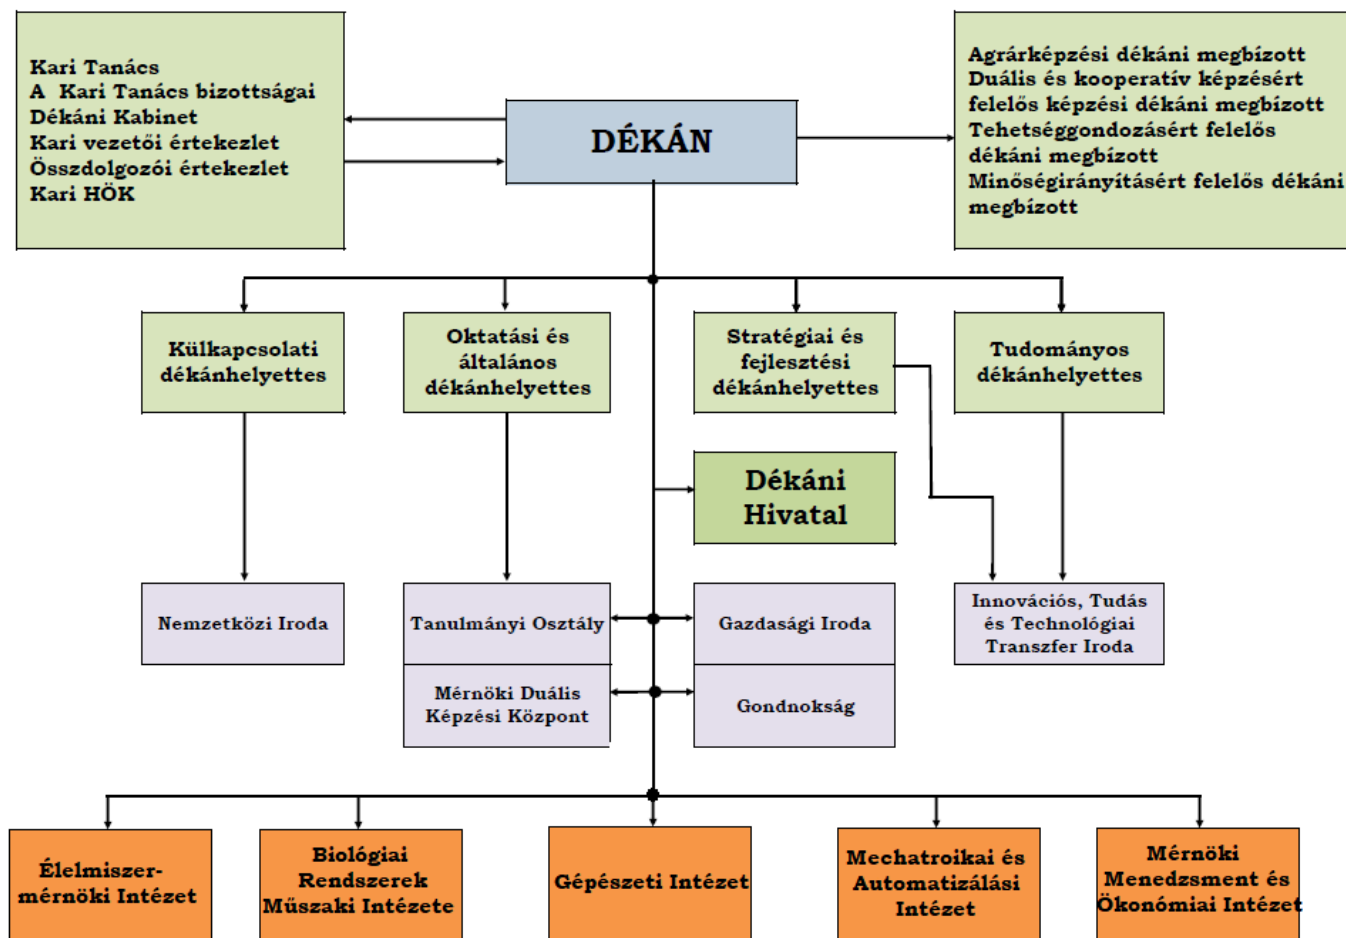 Kari Tanács
A Kari Tanács bizottságai
Dékáni Kabinet
Kari vezetői értekezlet
Összdolgozói értekezlet
Kari HÖK
DÉKÁN
Agrárképzési dékáni megbízott
Duális és kooperatív képzésért
felelős képzési dékáni megbízott
Tehetséggondozásért felelős
dékáni megbízott
Minőségirányításért felelős dékáni
megbízott
Külkapcsolati
dékánhelyettes
Oktatási és
általános
dékánhelyettes
Stratégiai és
fejlesztési
dékánhelyettes
Tudományos
dékánhelyettes
Dékáni
Hivatal
Nemzetközi Iroda
Tanulmányi Osztály
Gazdasági Iroda
Innovációs, Tudás
és Technológiai
Transzfer Iroda
Mérnöki Duális
Képzési Központ
Gondnokság
Élelmiszer-
mérnöki Intézet
Biológiai
Rendszerek
Műszaki Intézete
Gépészeti Intézet
Mechatroikai és
Automatizálási
Intézet
Mérnöki
Menedzsment és
Ökonómiai Intézet